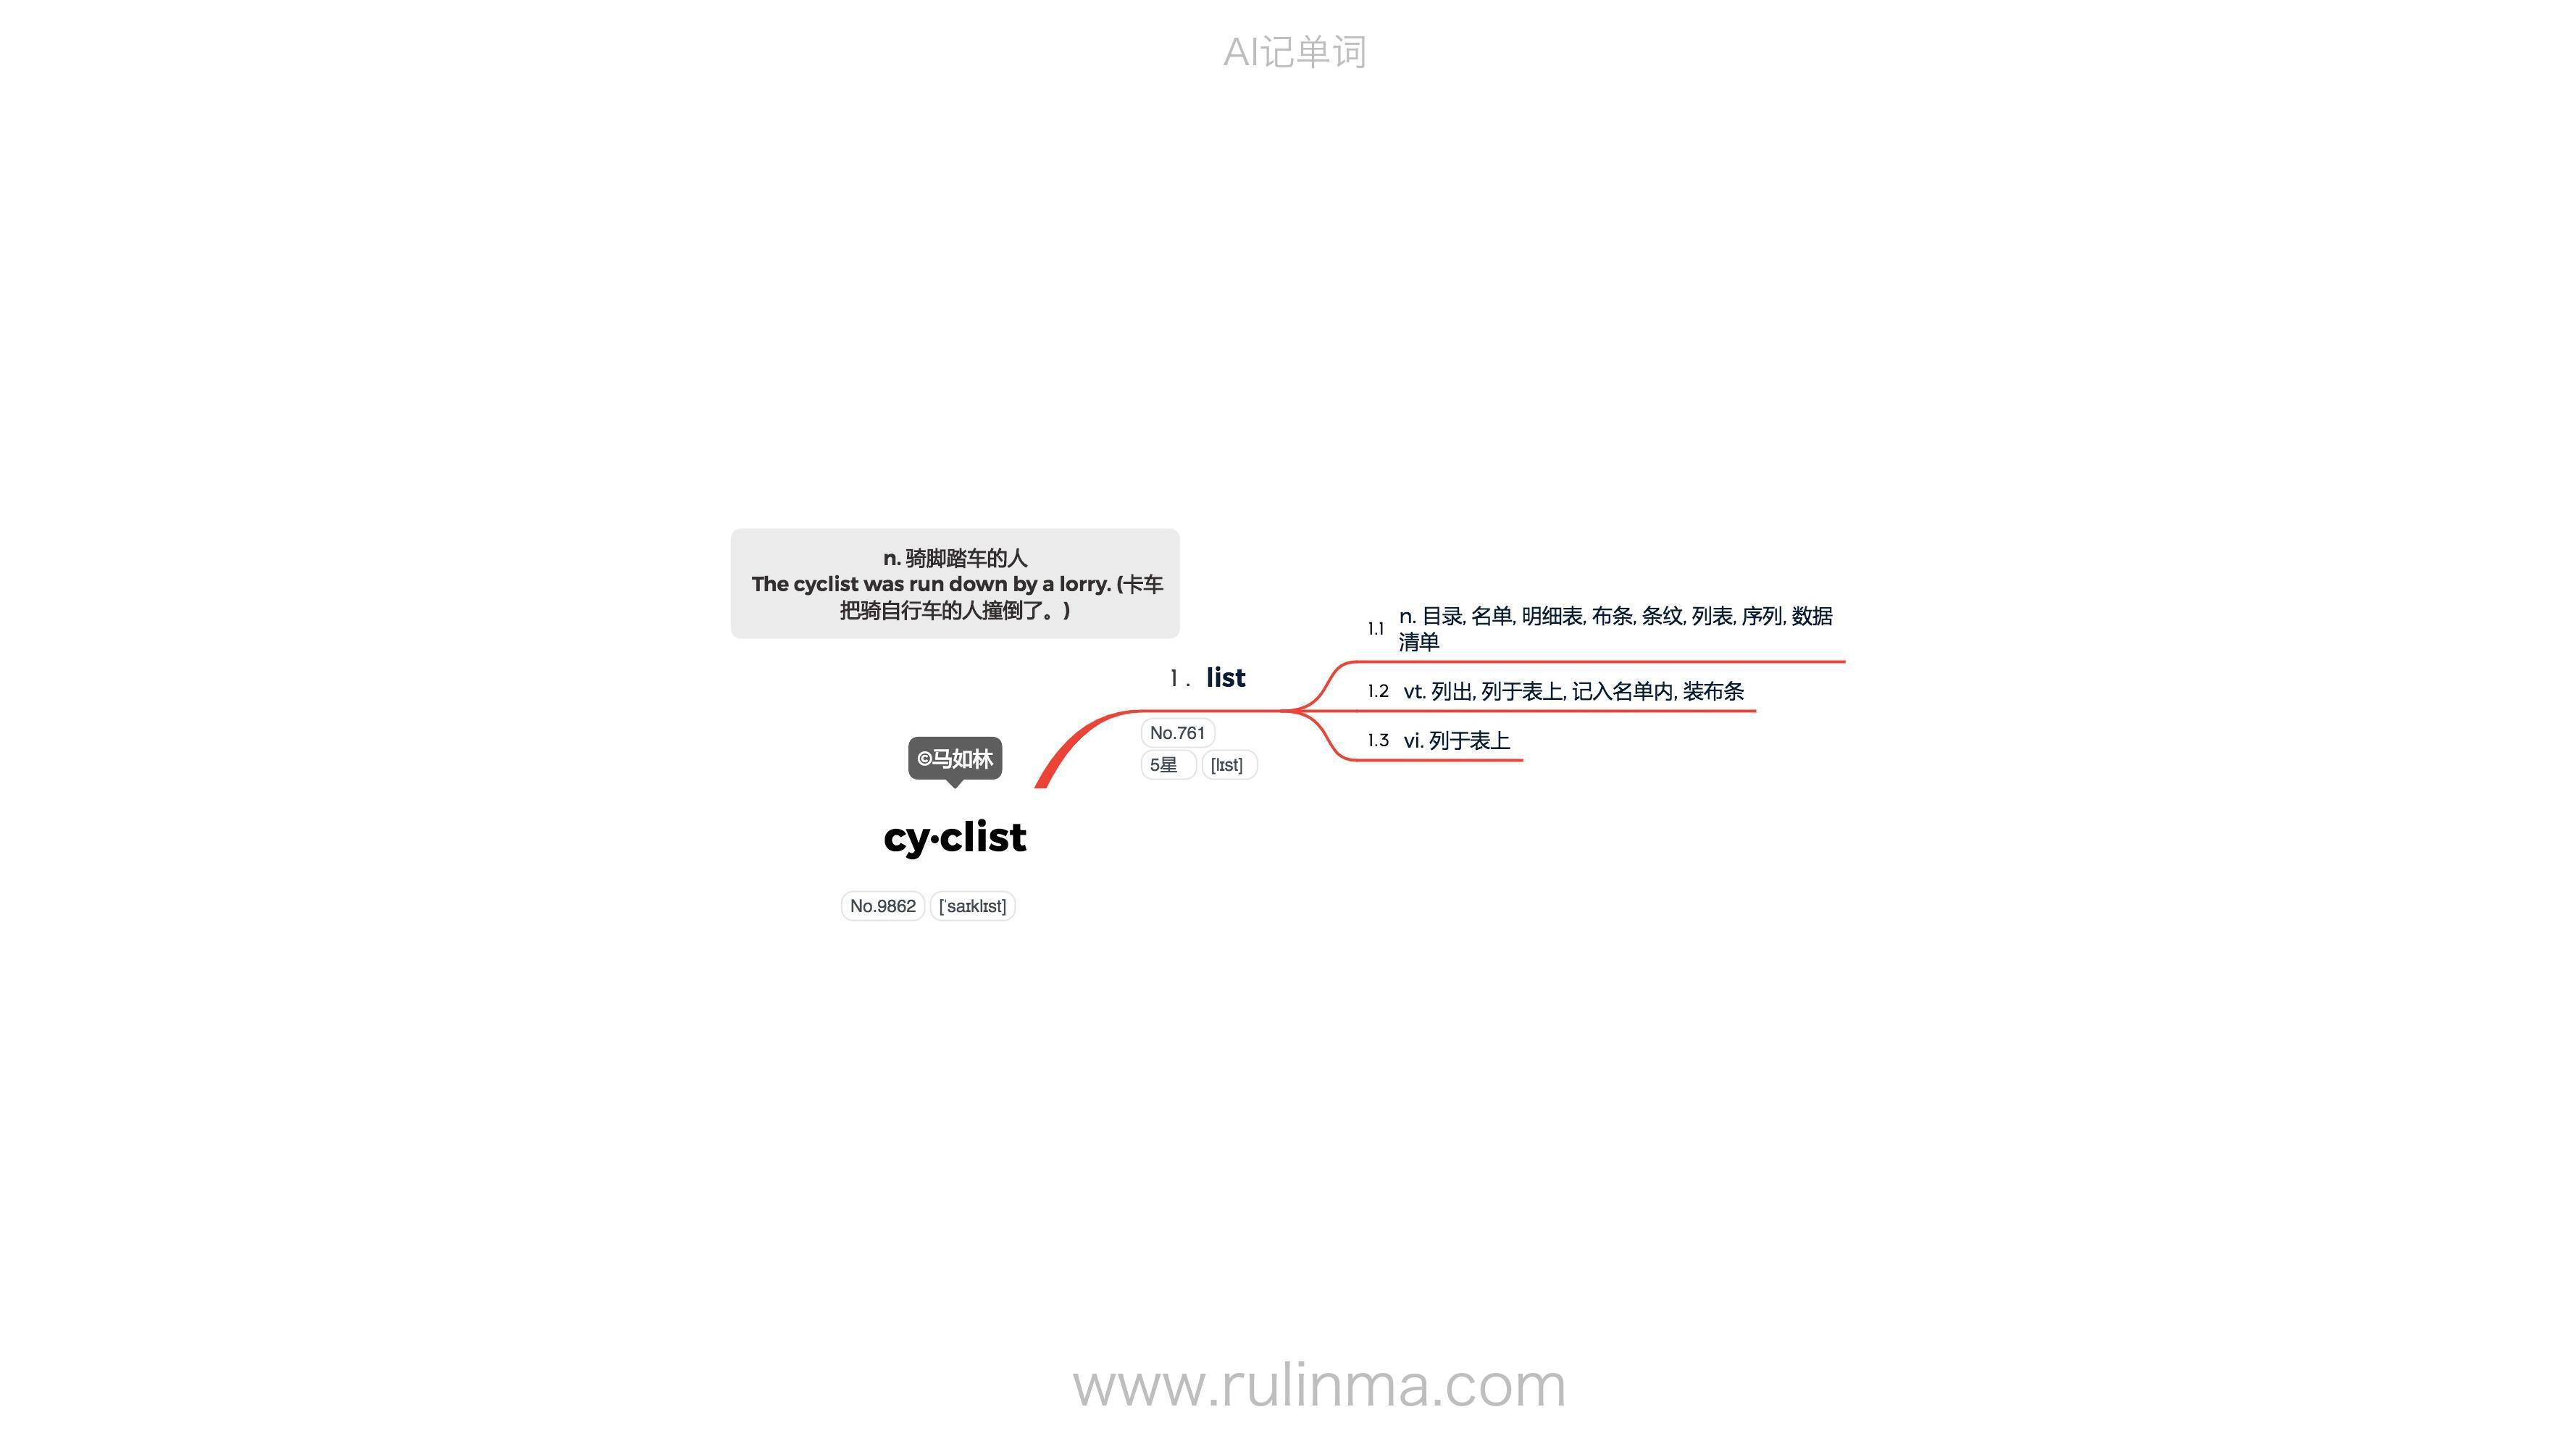 AI记单词
n. 骑脚踏车的人
The cyclist was run down by a lorry. (卡车
把骑自行车的人撞倒了。)
©马如林
cy·clist
No.9862 [ˈsaɪklɪst]
1 . list
No.761
5星 [lɪst]
1.1 n. 目录, 名单, 明细表, 布条, 条纹, 列表, 序列, 数据
清单
1.2 vt. 列出, 列于表上, 记入名单内, 装布条
1.3 vi. 列于表上
www.rulinma.com